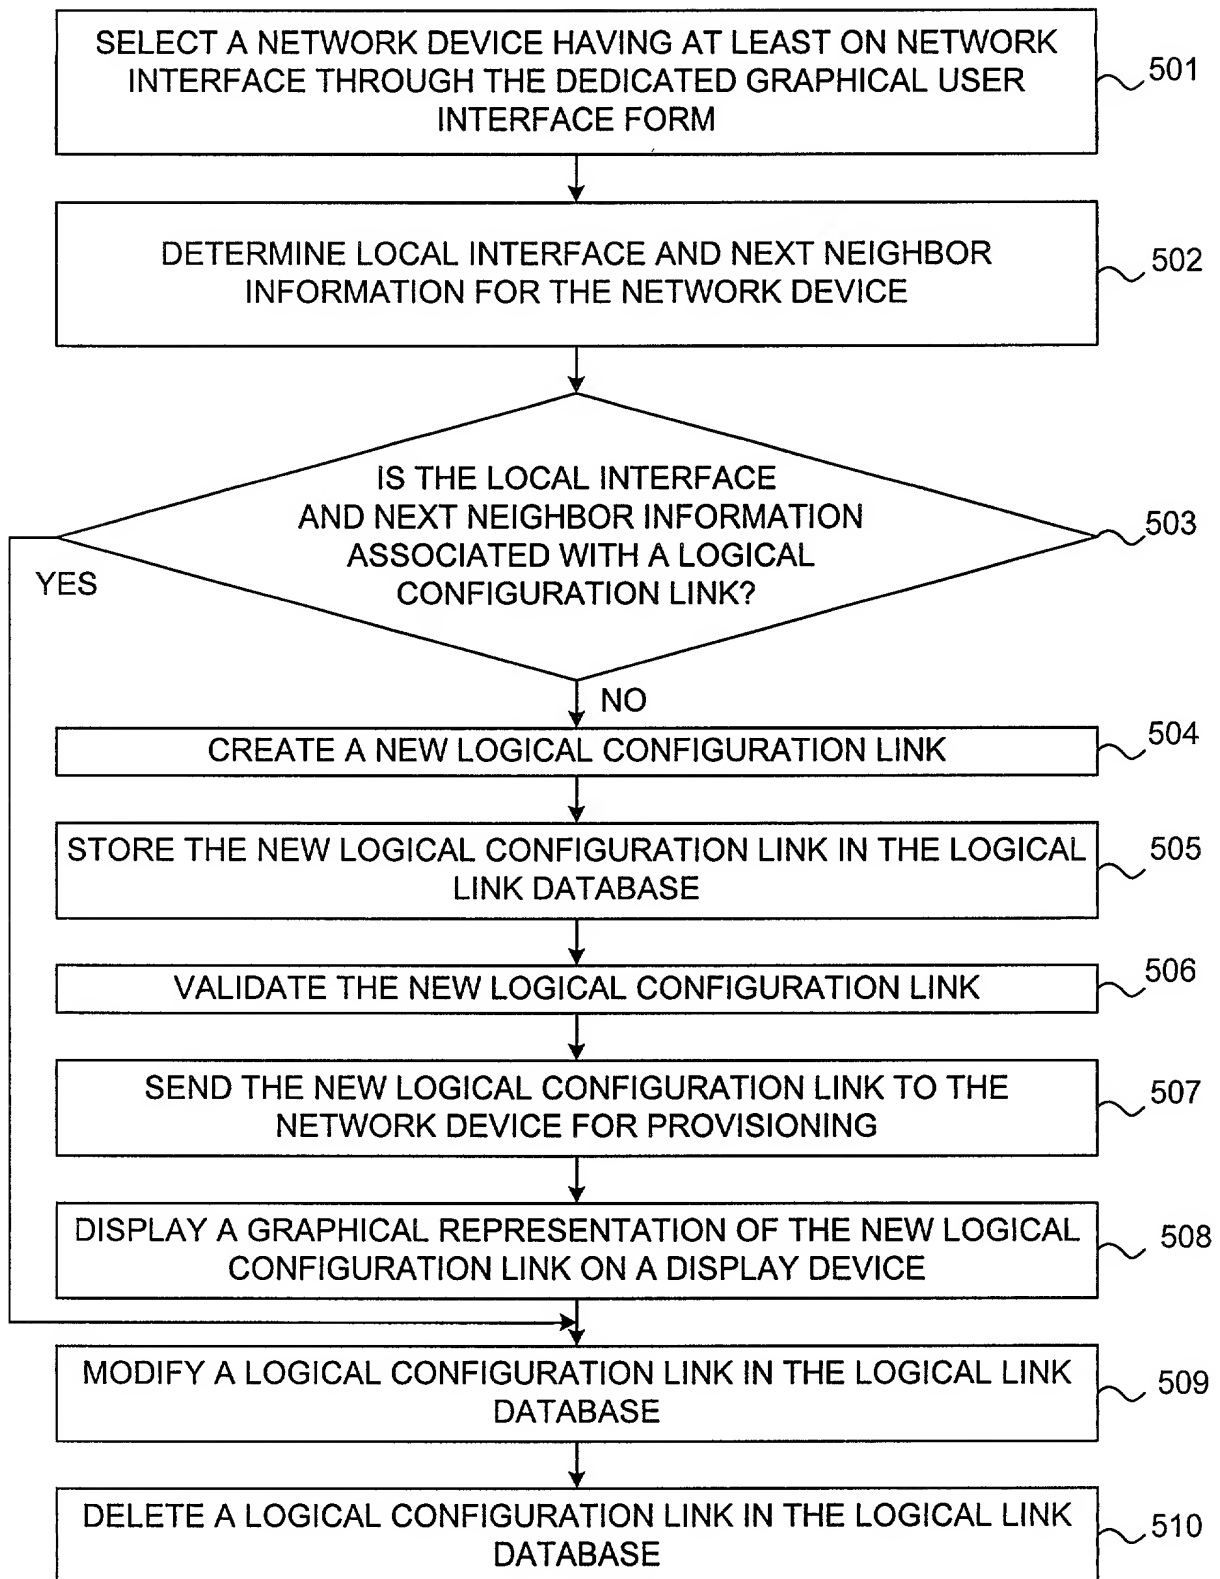 SELECT A NETWORK DEVICE HAVING AT LEAST ON NETWORK
INTERFACE THROUGH THE DEDICATED GRAPHICAL USER
INTERFACE FORM
501
DETERMINE LOCAL INTERFACE AND NEXT NEIGHBOR
INFORMATION FOR THE NETWORK DEVICE
502
IS THE LOCAL INTERFACE
AND NEXT NEIGHBOR INFORMATION
ASSOCIATED WITH A LOGICAL
CONFIGURATION LINK?
503
YES
NO
CREATE A NEW LOGICAL CONFIGURATION LINK
504
STORE THE NEW LOGICAL CONFIGURATION LINK IN THE LOGICAL
LINK DATABASE
505
VALIDATE THE NEW LOGICAL CONFIGURATION LINK
506
SEND THE NEW LOGICAL CONFIGURATION LINK TO THE
NETWORK DEVICE FOR PROVISIONING
507
DISPLAY A GRAPHICAL REPRESENTATION OF THE NEW LOGICAL
CONFIGURATION LINK ON A DISPLAY DEVICE
508
MODIFY A LOGICAL CONFIGURATION LINK IN THE LOGICAL LINK
DATABASE
509
DELETE A LOGICAL CONFIGURATION LINK IN THE LOGICAL LINK
DATABASE
510